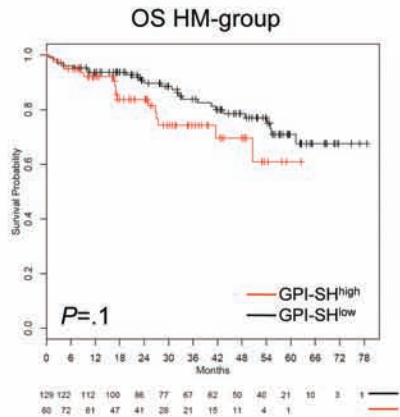 OS HM-group
1.0
0.8
0.6
0.4
0.2
0.0
Survival Probability
GPI-SHhigh
GPI-SHlow
P=.1
0 6 12 18 24 30 36 42 48 54 60 66 72 78
Months
129 122 112 100 86 77 67 62 50 40 21 10 3 1
80 72 61 47 41 28 21 15 11 4 1